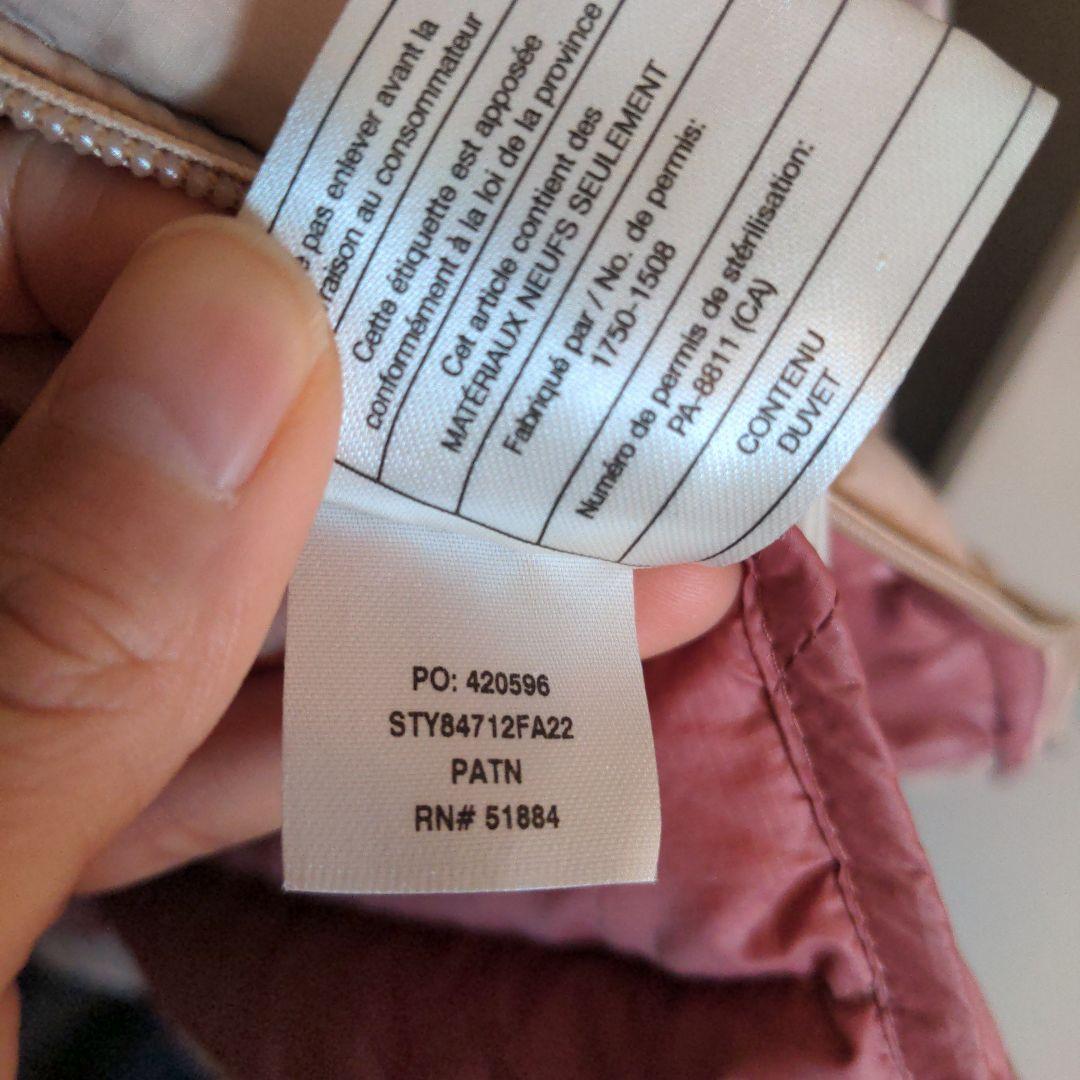 pas enlever avant la
raison au consommateur
Cette étiquette est apposée
conformément à la loi de la province
Cet article contient des
MATÉRIAUX NEUFS SEULEMENT
Fabriqué par / No. de permis:
1750-1508
Numéro de permis de stérilisation:
PA-8811 (CA)
CONTENU
DUVET
PO: 420596
STY84712FA22
PATN
RN# 51884